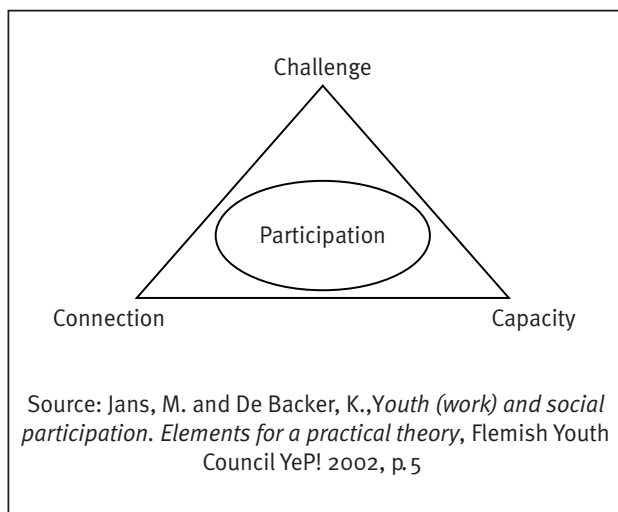 Challenge
Participation
Connection
Capacity
Source: Jans, M. and De Backer, K.,Youth (work) and social
participation. Elements for a practical theory, Flemish Youth
Council YeP! 2002, p. 5